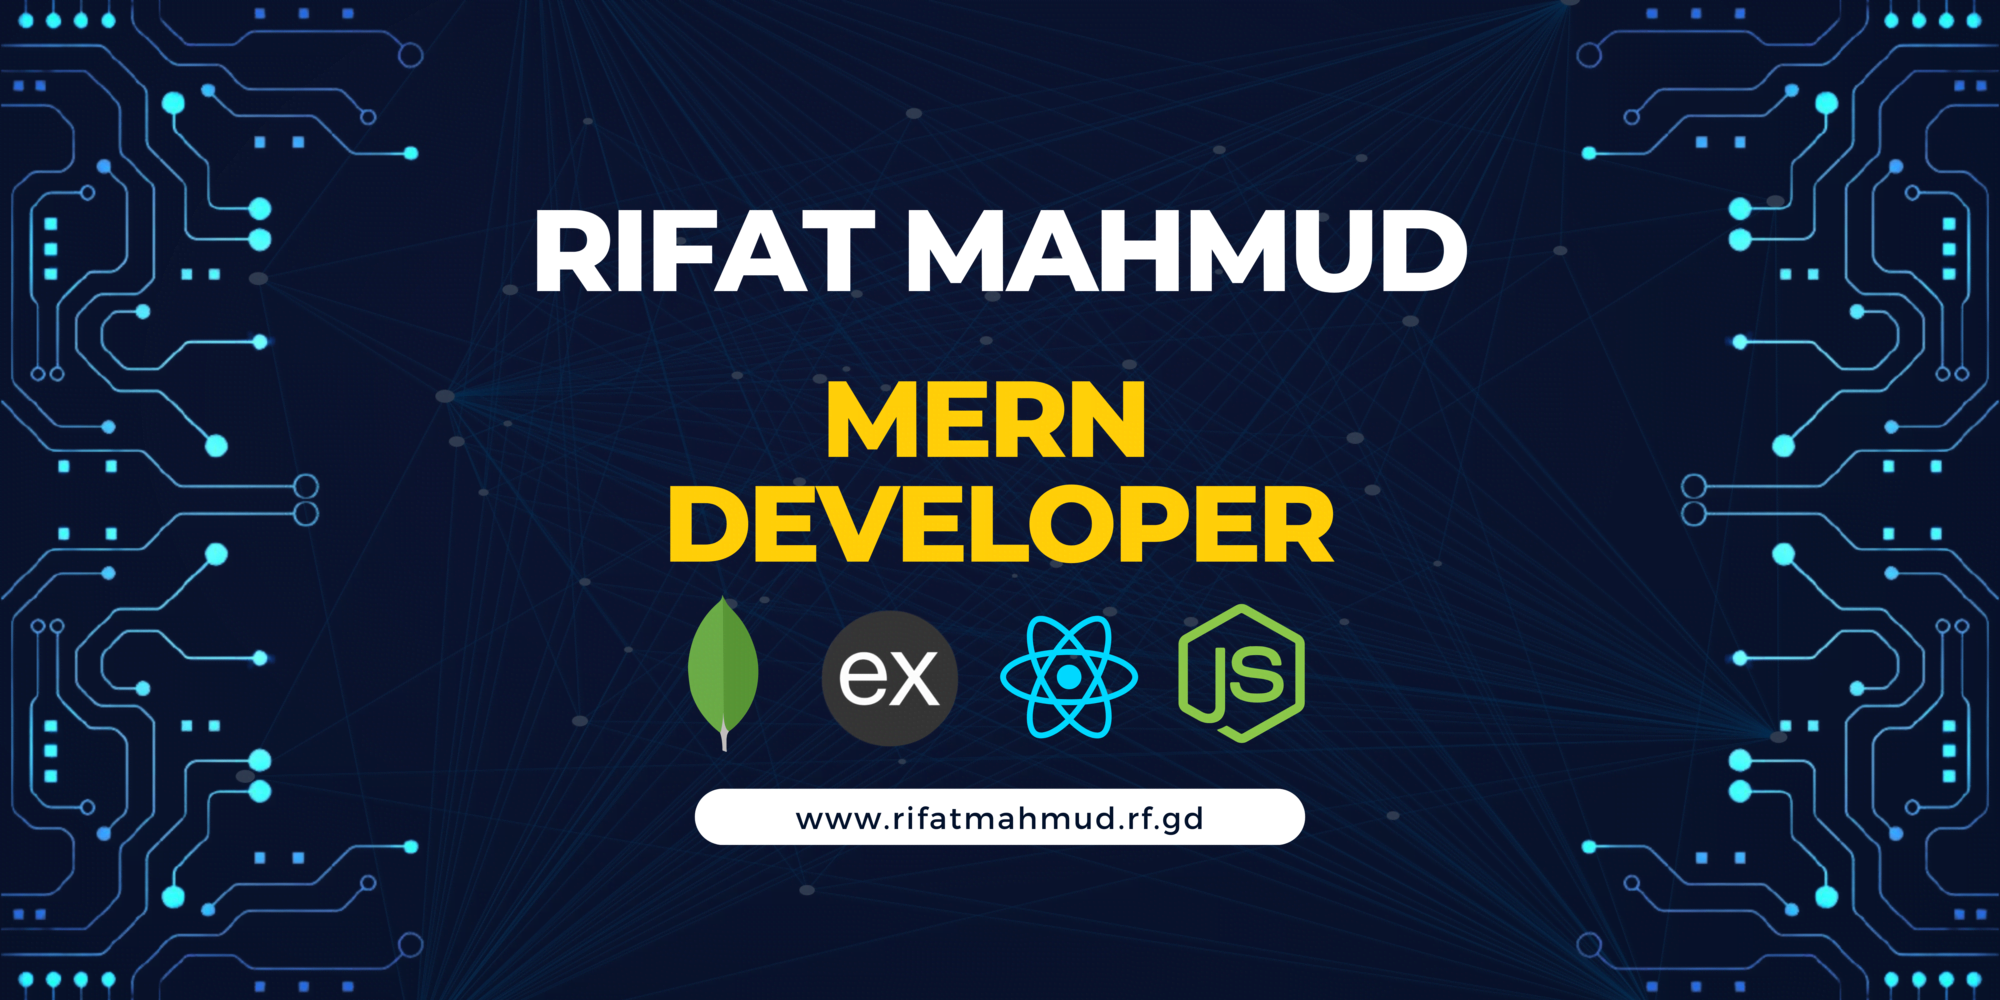 RIFAT MAHMUD
MERN
DEVELOPER
ex
JS
www.rifatmahmud.rf.gd